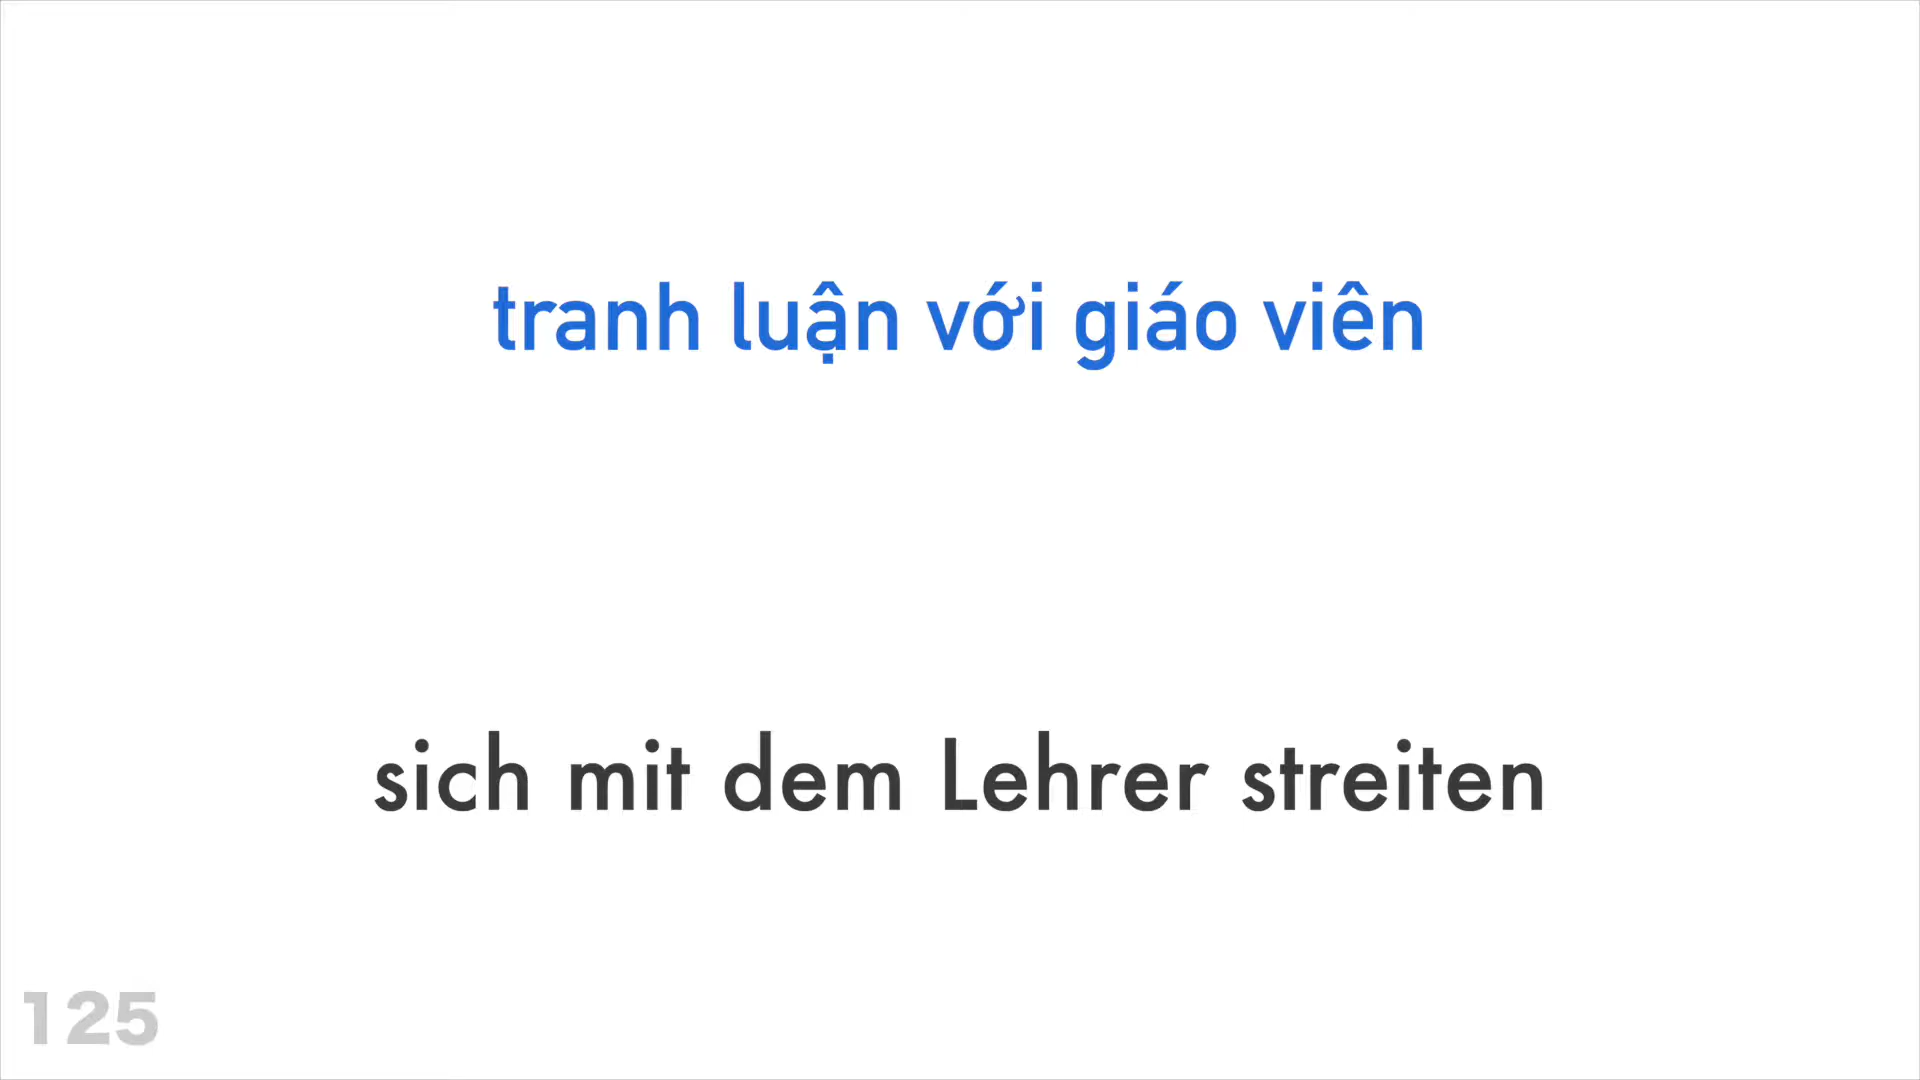 tranh luận với giáo viên
sich mit dem Lehrer streiten
125